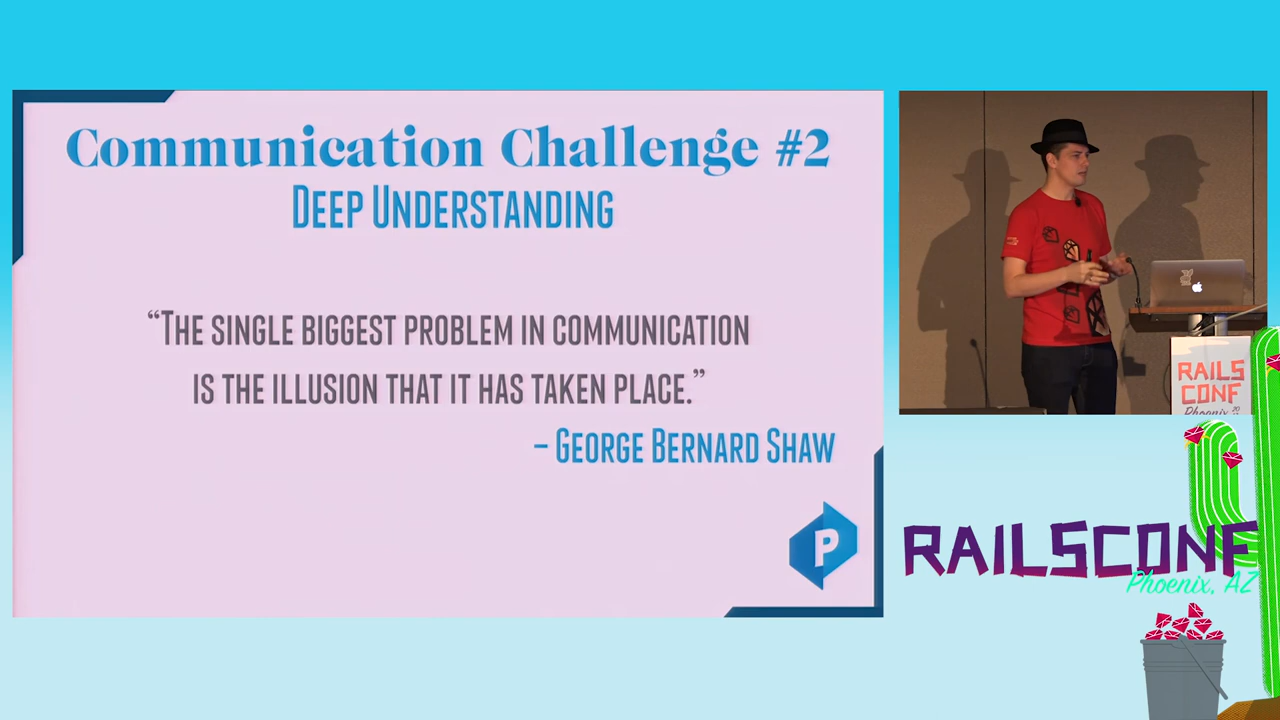 Communication Challenge #2
DEEP UNDERSTANDING
“THE SINGLE BIGGEST PROBLEM IN COMMUNICATION
IS THE ILLUSION THAT IT HAS TAKEN PLACE.”
– GEORGE BERNARD SHAW
P
RAILS
CONF
Phoenix
RAILSCONF
Phoenix, AZ